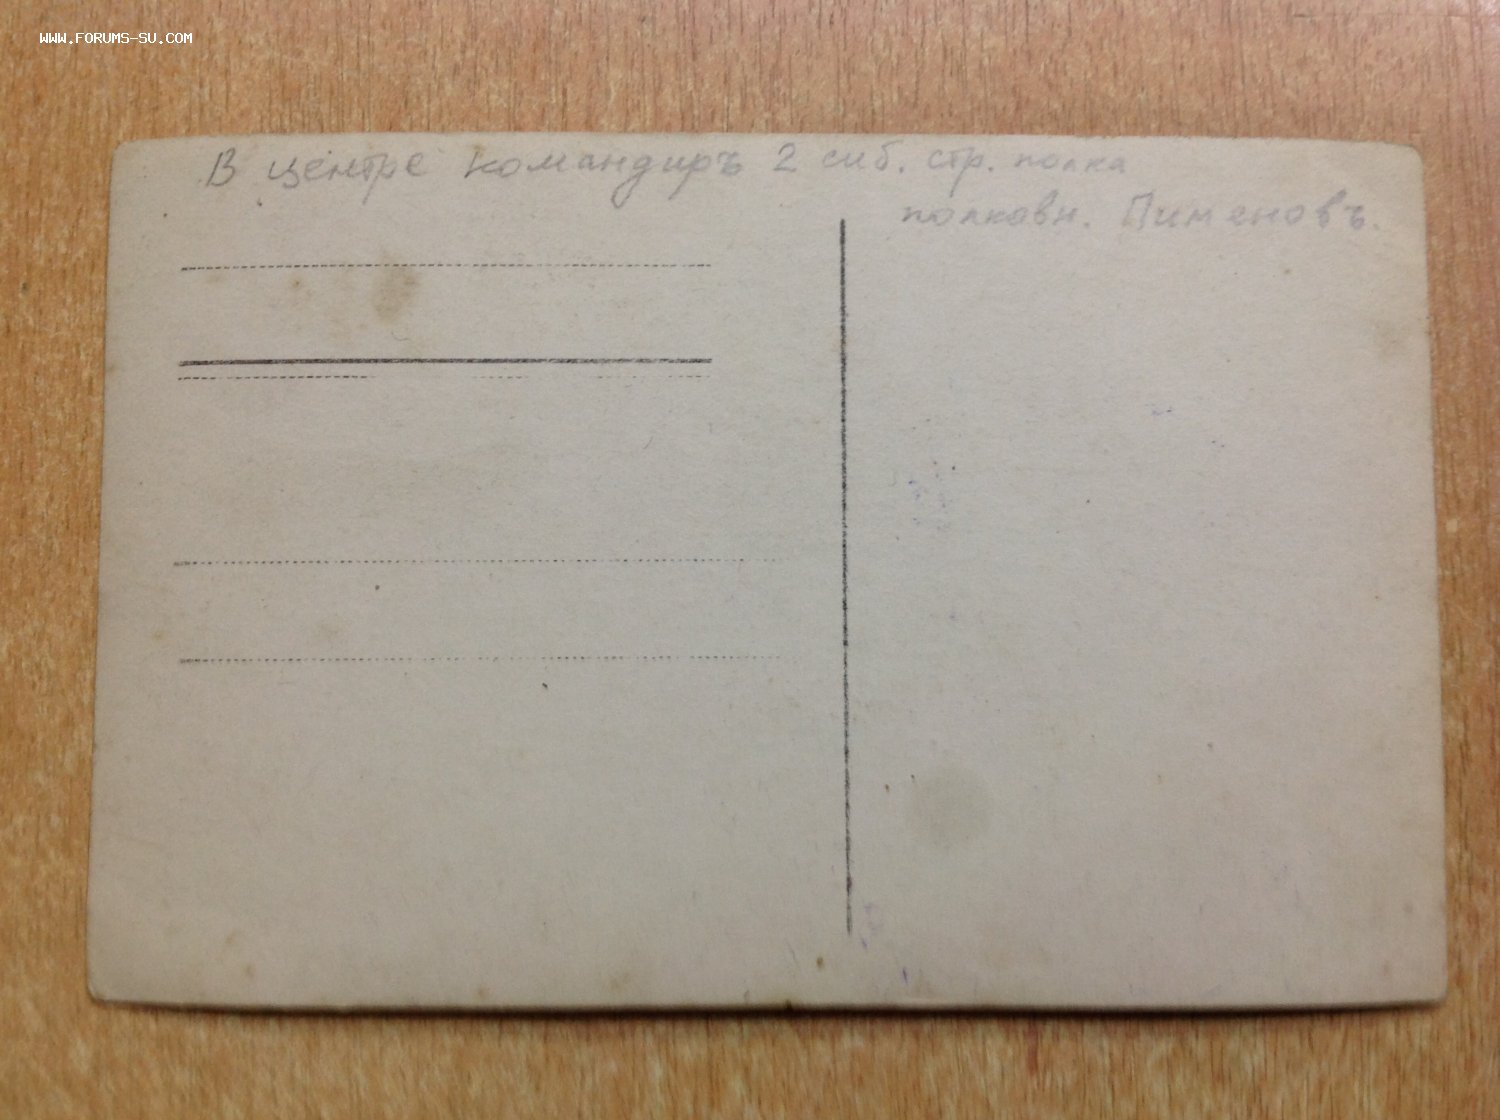 WWW.FORUMS-SU.COM
В центре командиръ 2 сиб. стр. полка
полковн. Пименовъ.